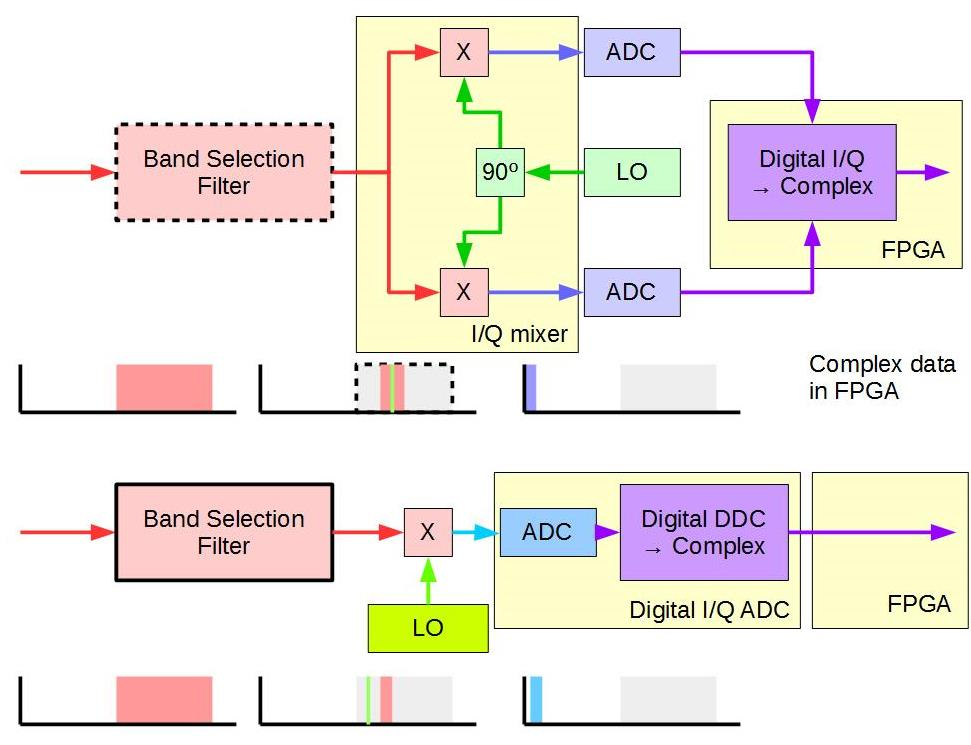 X
ADC
Band Selection
Filter
90º
LO
Digital I/Q
→ Complex
FPGA
X
ADC
I/Q mixer
Complex data
in FPGA
Band Selection
Filter
X
ADC
Digital DDC
→ Complex
LO
Digital I/Q ADC
FPGA